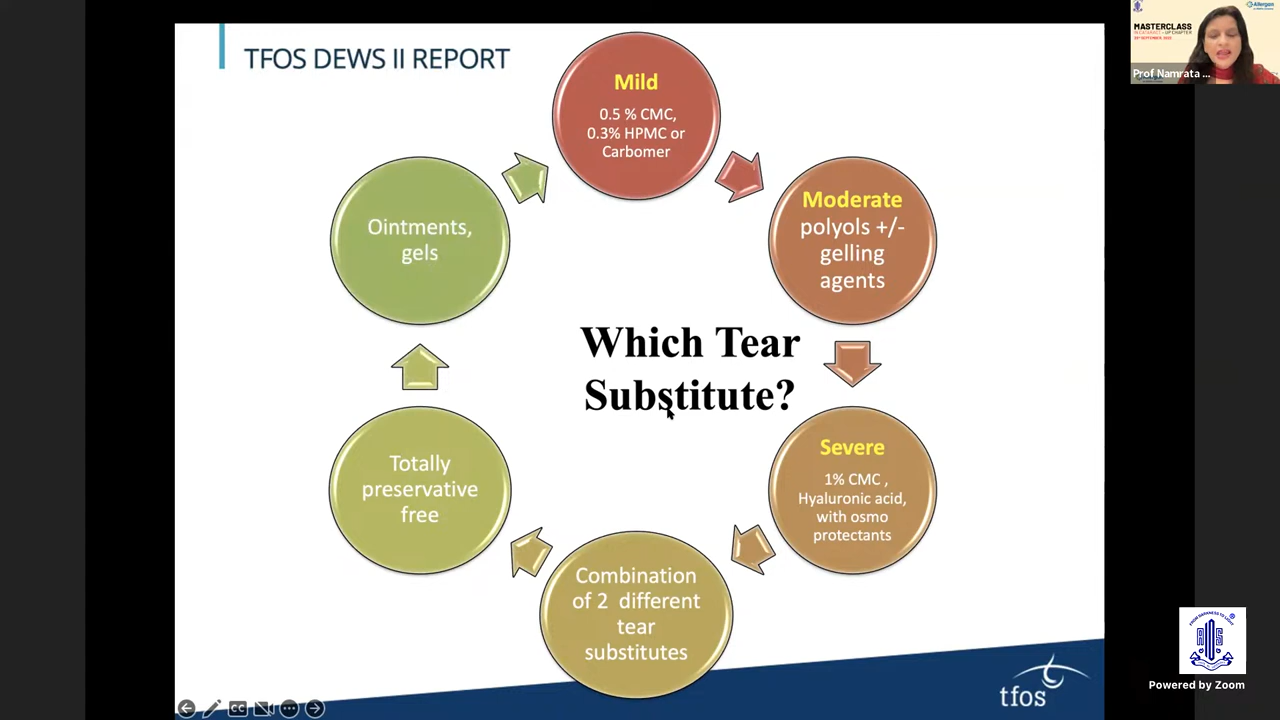 TFOS DEWS II REPORT
Mild
0.5 % CMC,
0.3% HPMC or
Carbomer
Moderate
polyols +/-
gelling
agents
Severe
1% CMC ,
Hyaluronic acid,
with osmo
protectants
Combination
of 2 different
tear
substitutes
Totally
preservative
free
Ointments,
gels
Which Tear
Substitute?
tfos
CC
Allergan
MASTERCLASS
Prof Namrata ...
Powered by Zoom